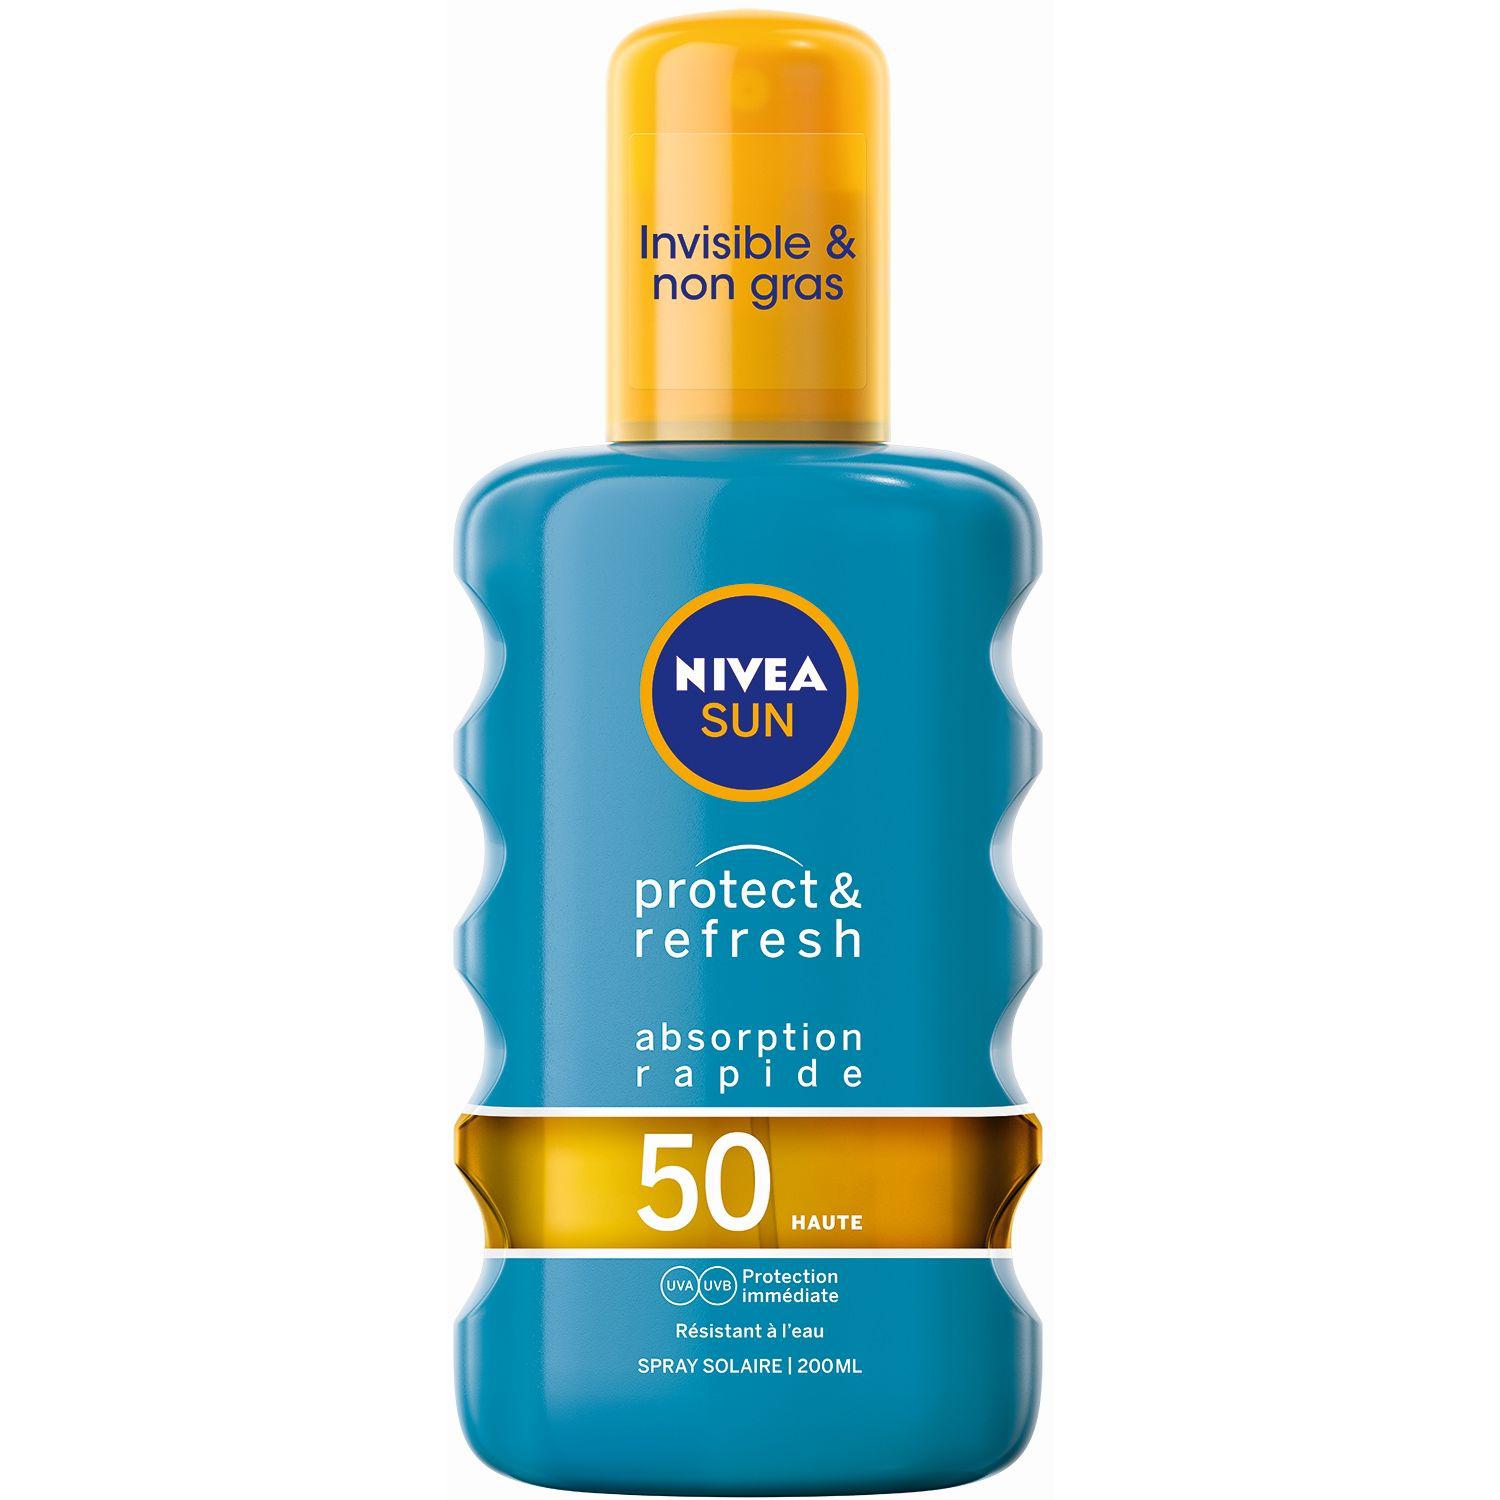 Invisible &
non gras
NIVEA
SUN
protect &
refresh
absorption
rapide
50 HAUTE
UVA UVB Protection
immédiate
Résistant à l'eau
SPRAY SOLAIRE | 200ML